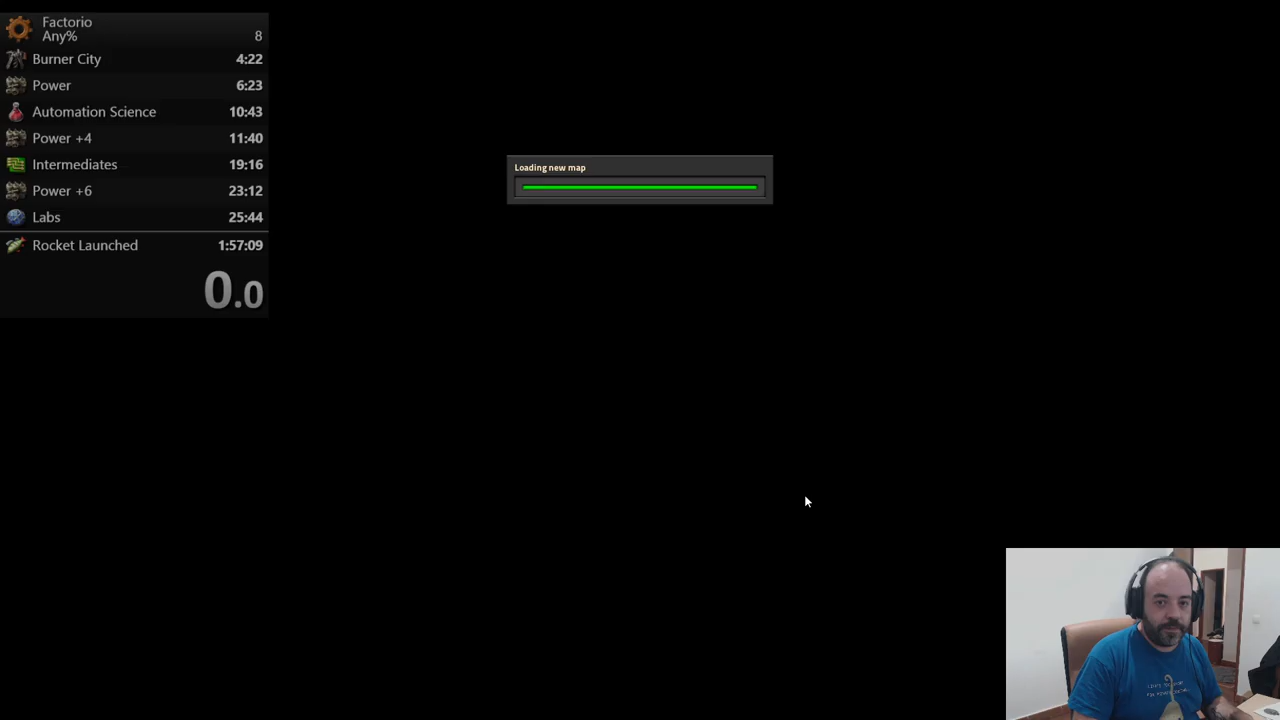 Factorio
Any% 8
Burner City 4:22
Power 6:23
Automation Science 10:43
Power +4 11:40
Intermediates 19:16
Power +6 23:12
Labs 25:44
Rocket Launched 1:57:09
0.0
Loading new map